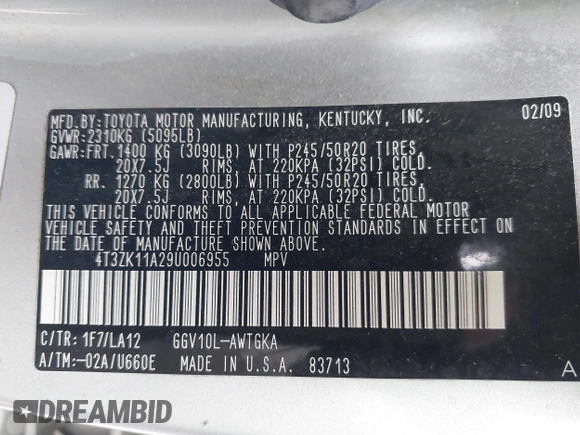 MFD.BY:TOYOTA MOTOR MANUFACTURING, KENTUCKY, INC. 02/09
GVWR:2310KG (5095LB)
GAWR:FRT.1400 KG (3090LB) WITH P245/50R20 TIRES,
20X7.5J RIMS, AT 220KPA (32PSI) COLD.
RR. 1270 KG (2800LB) WITH P245/50R20 TIRES,
20X7.5J RIMS, AT 220KPA (32PSI) COLD.
THIS VEHICLE CONFORMS TO ALL APPLICABLE FEDERAL MOTOR
VEHICLE SAFETY STANDARDS IN EFFECT ON THE DATE OF
MANUFACTURE SHOWN ABOVE.
4T3ZK11A29U006955 MPV
C/TR: 1F7/LA12 GGV10L-AWTGKA
A/TM:-02A/U660E MADE IN U.S.A. 83713 A
DREAMBID